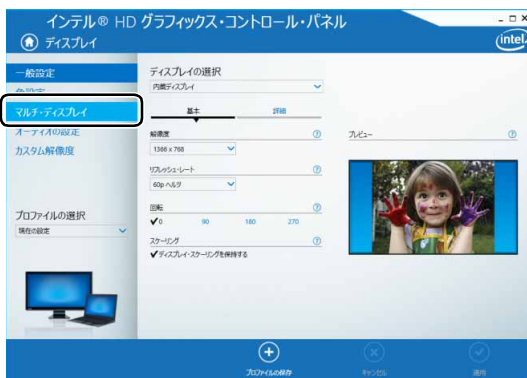 インテル® HD グラフィックス・コントロール・パネル
ディスプレイ
intel
一般設定
マルチ・ディスプレイ
オーディオの設定
カスタム解像度
プロファイルの選択
現在の設定
ディスプレイの選択
内蔵ディスプレイ
基本
詳細
解像度
プレビュー
1366 x 768
リフレッシュ・レート
60p ヘルツ
回転
0 90 180 270
スケーリング
ディスプレイ・スケーリングを保持する
プロファイルの保存
キャンセル
適用